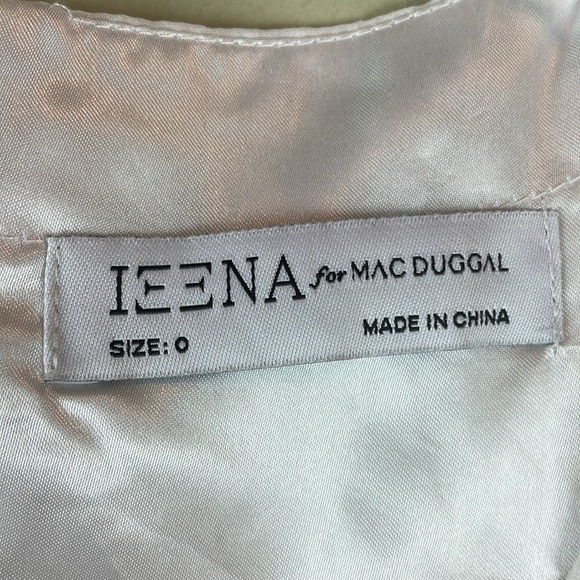 IEENA for MAC DUGGAL
SIZE: 0
MADE IN CHINA